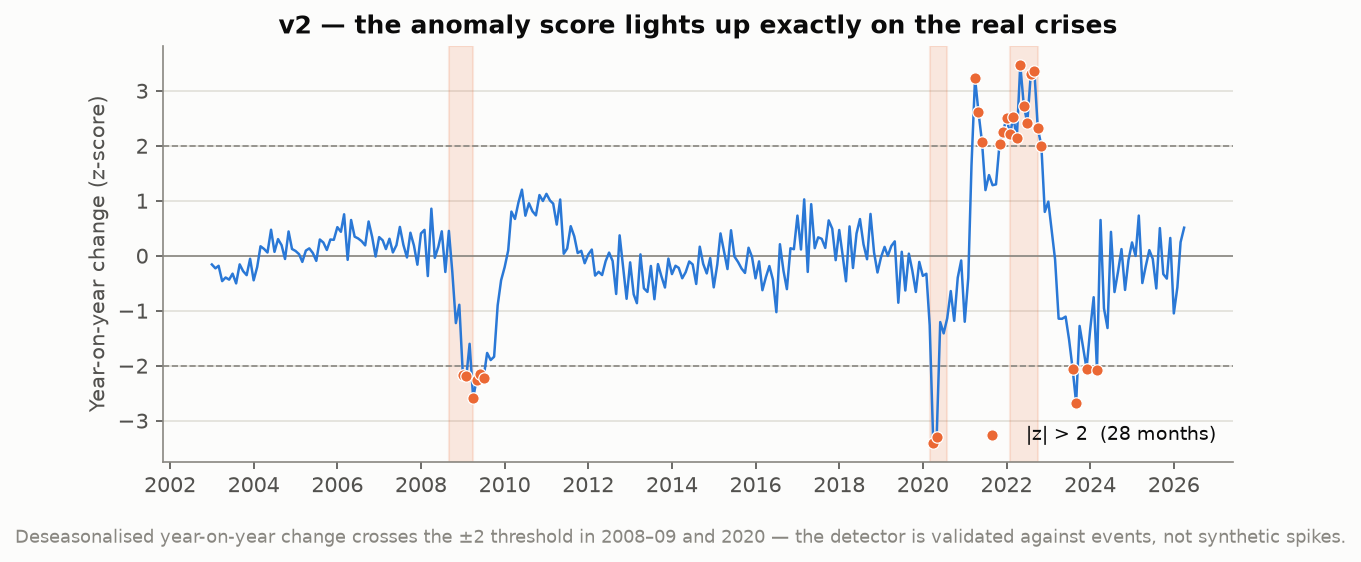 v2 — the anomaly score lights up exactly on the real crises
Year-on-year change (z-score)
3
2
1
0
−1
−2
−3
|z| > 2 (28 months)
2002 2004 2006 2008 2010 2012 2014 2016 2018 2020 2022 2024 2026
Deseasonalised year-on-year change crosses the ±2 threshold in 2008–09 and 2020 — the detector is validated against events, not synthetic spikes.